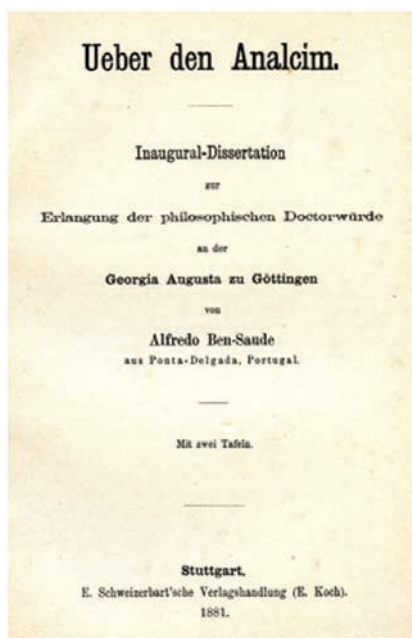 Ueber den Analcim.
Inaugural-Dissertation
zur
Erlangung der philosophischen Doctorwürde
an der
Georgia Augusta zu Göttingen
von
Alfredo Ben-Saude
aus Ponta-Delgada, Portugal.
Mit zwei Tafeln.
Stuttgart.
E. Schweizerbart'sche Verlagshandlung (E. Koch).
1881.